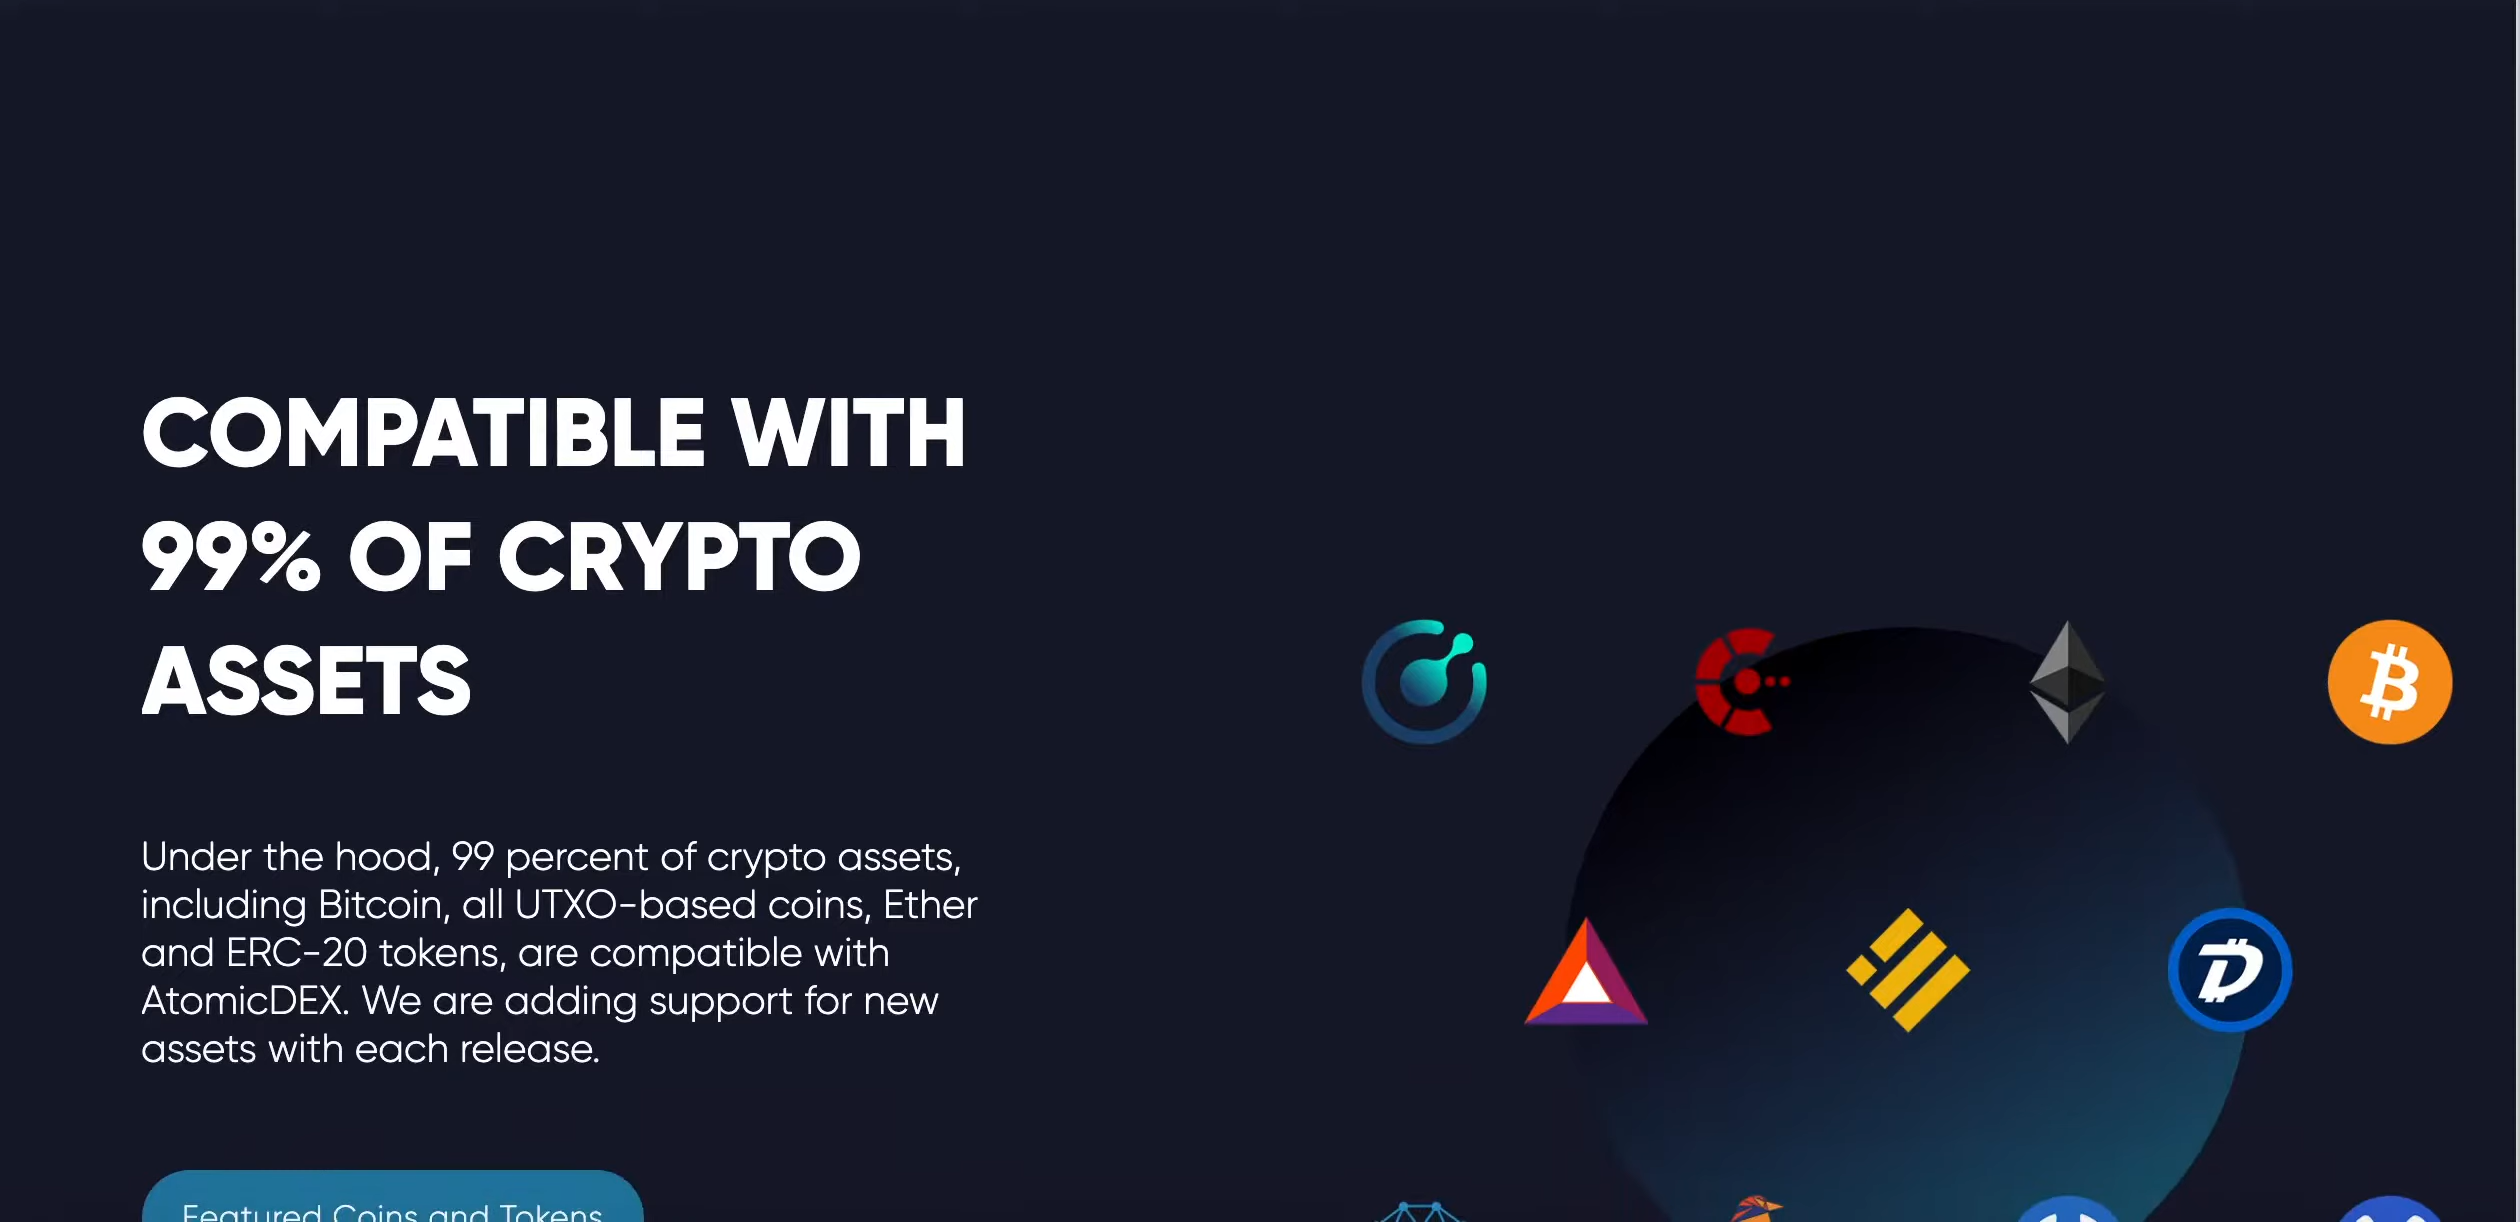 COMPATIBLE WITH
99% OF CRYPTO
ASSETS
Under the hood, 99 percent of crypto assets,
including Bitcoin, all UTXO-based coins, Ether
and ERC-20 tokens, are compatible with
AtomicDEX. We are adding support for new
assets with each release.
Featured Coins and Tokens